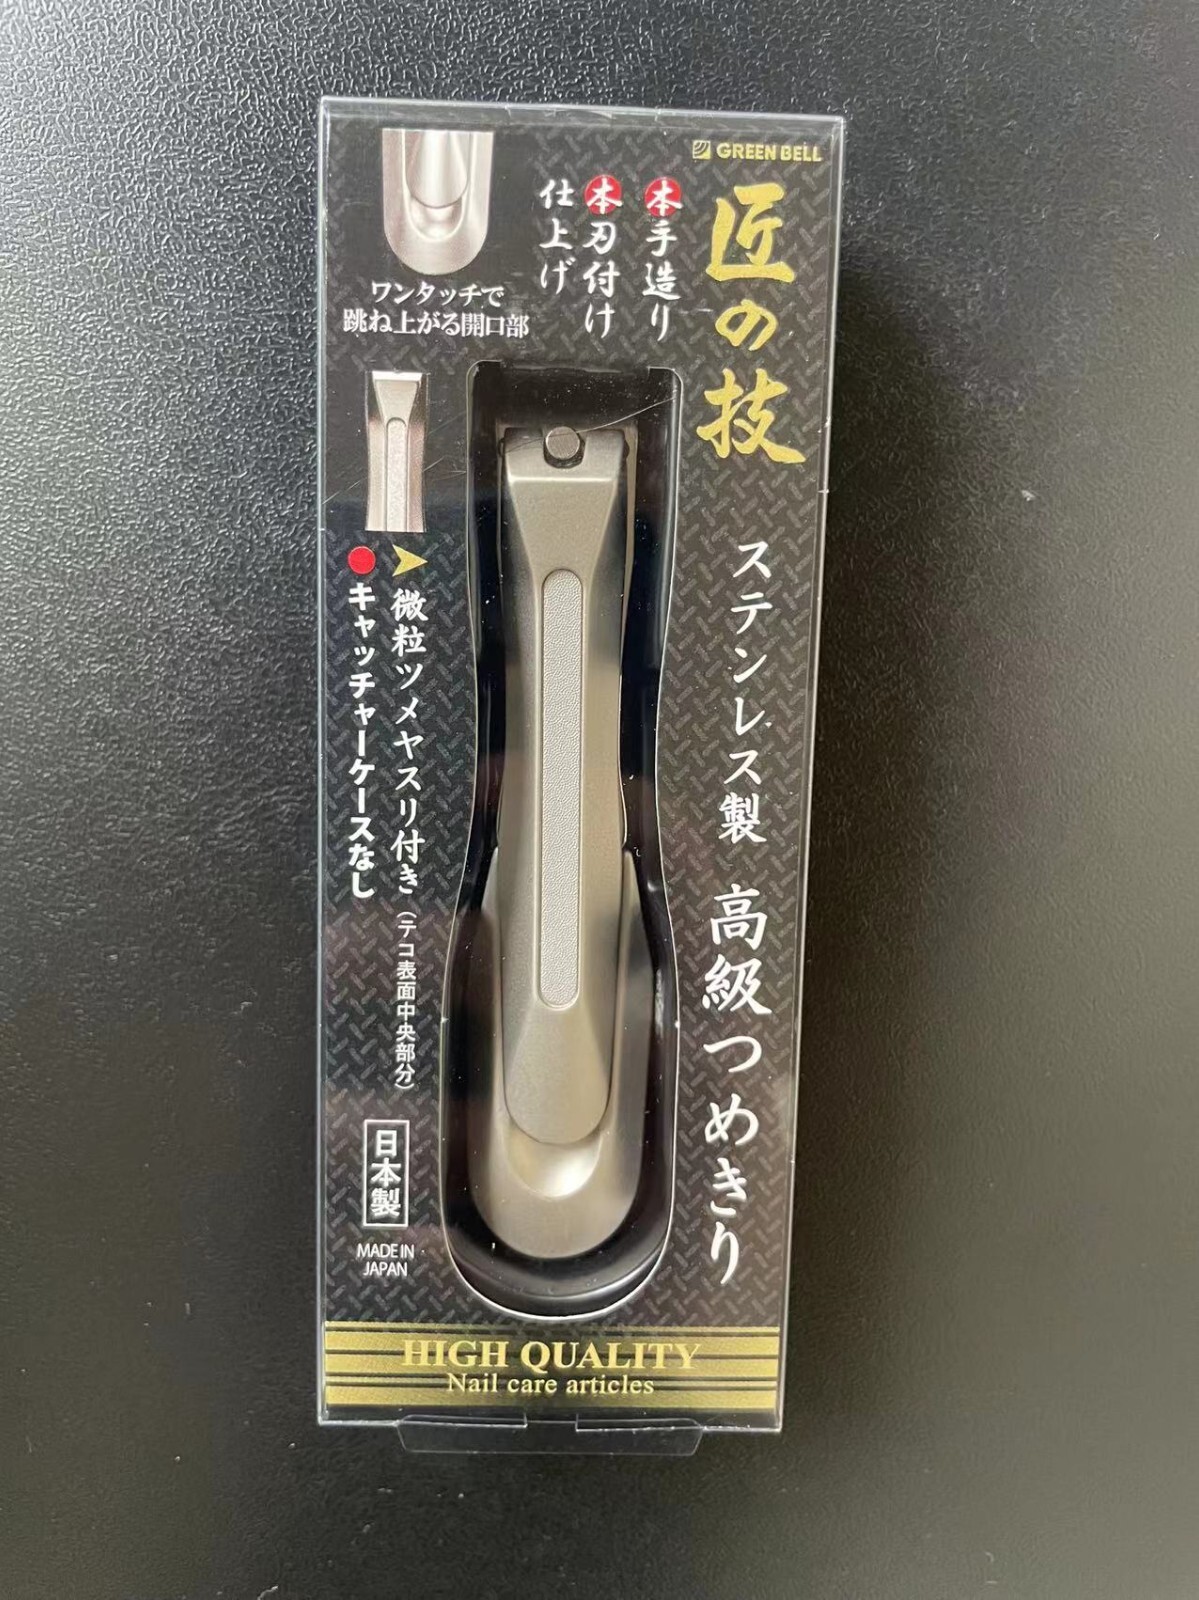 GREEN BELL
匠の技
本手造り
本刃付け
仕上げ
ワンタッチで
跳ね上がる開口部
ステンレス製 高級つめきり
微粒ツメヤスリ付き(テコ表面中央部分)
キャッチャーケースなし
日本製
MADE IN
JAPAN
HIGH QUALITY
Nail care articles